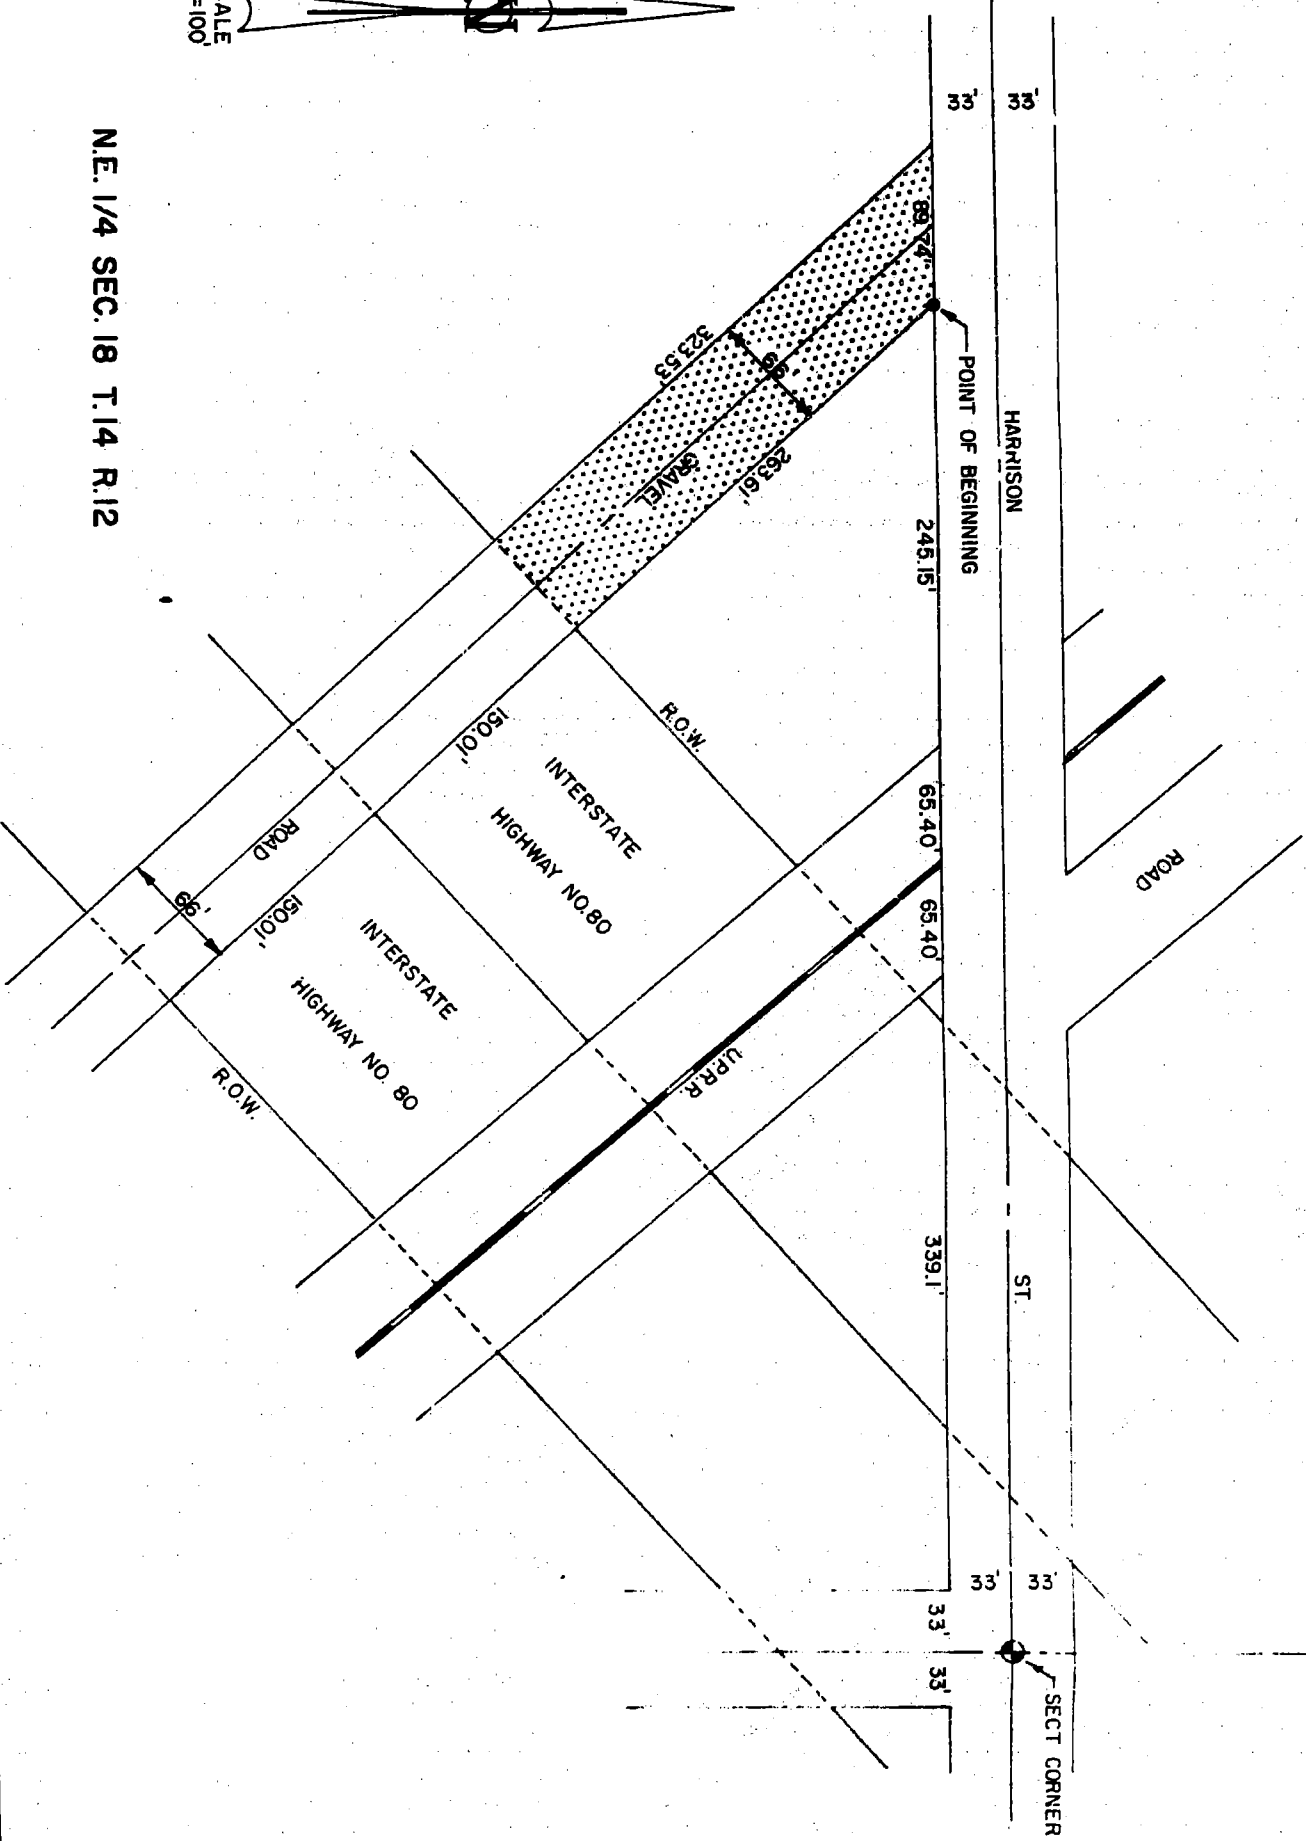 33'
33'
HARRISON
ST.
33'
33'
SECT CORNER
POINT OF BEGINNING
89.74'
245.15'
65.40'
65.40'
339.1'
33'
33'
ROAD
66'
323.53'
263.61'
GRAVEL
R.O.W.
150.01'
INTERSTATE
HIGHWAY NO.80
U.P.R.R.
ROAD
66'
150.01'
INTERSTATE
HIGHWAY NO. 80
R.O.W.
N
ALE
=100'
N.E. 1/4 SEC. 18 T.14 R.12